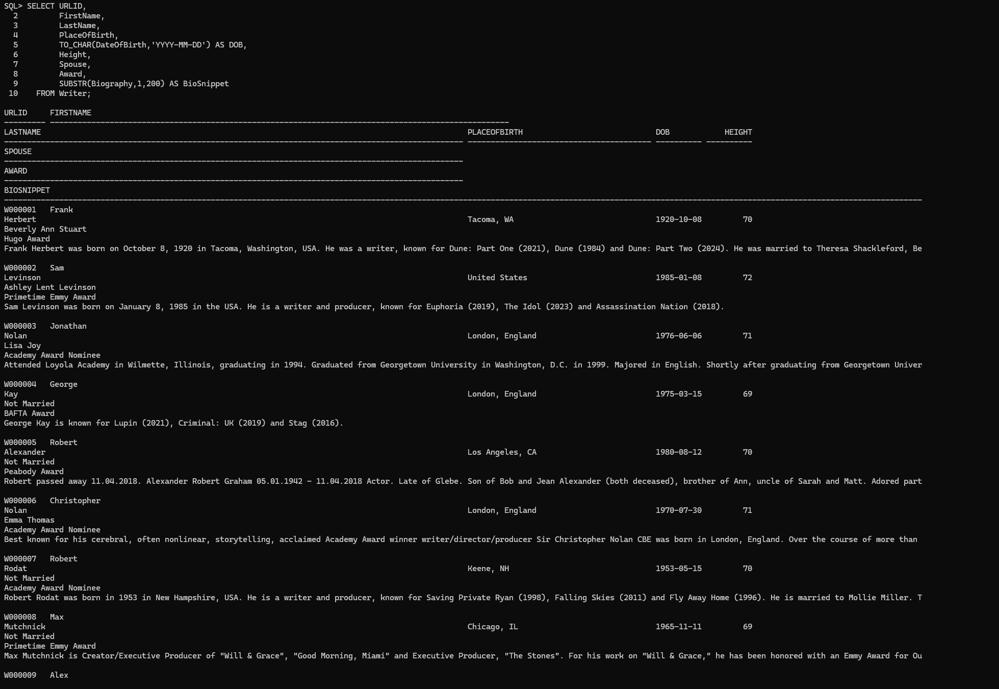 SQL> SELECT URLID,
  2         FirstName,
  3         LastName,
  4         PlaceOfBirth,
  5         TO_CHAR(DateOfBirth,'YYYY-MM-DD') AS DOB,
  6         Height,
  7         Spouse,
  8         Award,
  9         SUBSTR(Biography,1,200) AS BioSnippet
 10    FROM Writer;
URLID     FIRSTNAME
LASTNAME PLACEOFBIRTH DOB HEIGHT
SPOUSE
AWARD
BIOSNIPPET
W000001   Frank
Herbert Tacoma, WA 1920-10-08 70
Beverly Ann Stuart
Hugo Award
Frank Herbert was born on October 8, 1920 in Tacoma, Washington, USA. He was a writer, known for Dune: Part One (2021), Dune (1984) and Dune: Part Two (2024). He was married to Theresa Shackleford, Be
W000002   Sam
Levinson United States 1985-01-08 72
Ashley Lent Levinson
Primetime Emmy Award
Sam Levinson was born on January 8, 1985 in the USA. He is a writer and producer, known for Euphoria (2019), The Idol (2023) and Assassination Nation (2018).
W000003   Jonathan
Nolan London, England 1976-06-06 71
Lisa Joy
Academy Award Nominee
Attended Loyola Academy in Wilmette, Illinois, graduating in 1994. Graduated from Georgetown University in Washington, D.C. in 1999. Majored in English. Shortly after graduating from Georgetown Univer
W000004   George
Kay London, England 1975-03-15 69
Not Married
BAFTA Award
George Kay is known for Lupin (2021), Criminal: UK (2019) and Stag (2016).
W000005   Robert
Alexander Los Angeles, CA 1980-08-12 70
Not Married
Peabody Award
Robert passed away 11.04.2018. Alexander Robert Graham 05.01.1942 - 11.04.2018 Actor. Late of Glebe. Son of Bob and Jean Alexander (both deceased), brother of Ann, uncle of Sarah and Matt. Adored part
W000006   Christopher
Nolan London, England 1970-07-30 71
Emma Thomas
Academy Award Nominee
Best known for his cerebral, often nonlinear, storytelling, acclaimed Academy Award winner writer/director/producer Sir Christopher Nolan CBE was born in London, England. Over the course of more than
W000007   Robert
Rodat Keene, NH 1953-05-15 70
Not Married
Academy Award Nominee
Robert Rodat was born in 1953 in New Hampshire, USA. He is a writer and producer, known for Saving Private Ryan (1998), Falling Skies (2011) and Fly Away Home (1996). He is married to Mollie Miller. T
W000008   Max
Mutchnick Chicago, IL 1965-11-11 69
Not Married
Primetime Emmy Award
Max Mutchnick is Creator/Executive Producer of "Will & Grace", "Good Morning, Miami" and Executive Producer, "The Stones". For his work on "Will & Grace," he has been honored with an Emmy Award for Ou
W000009   Alex